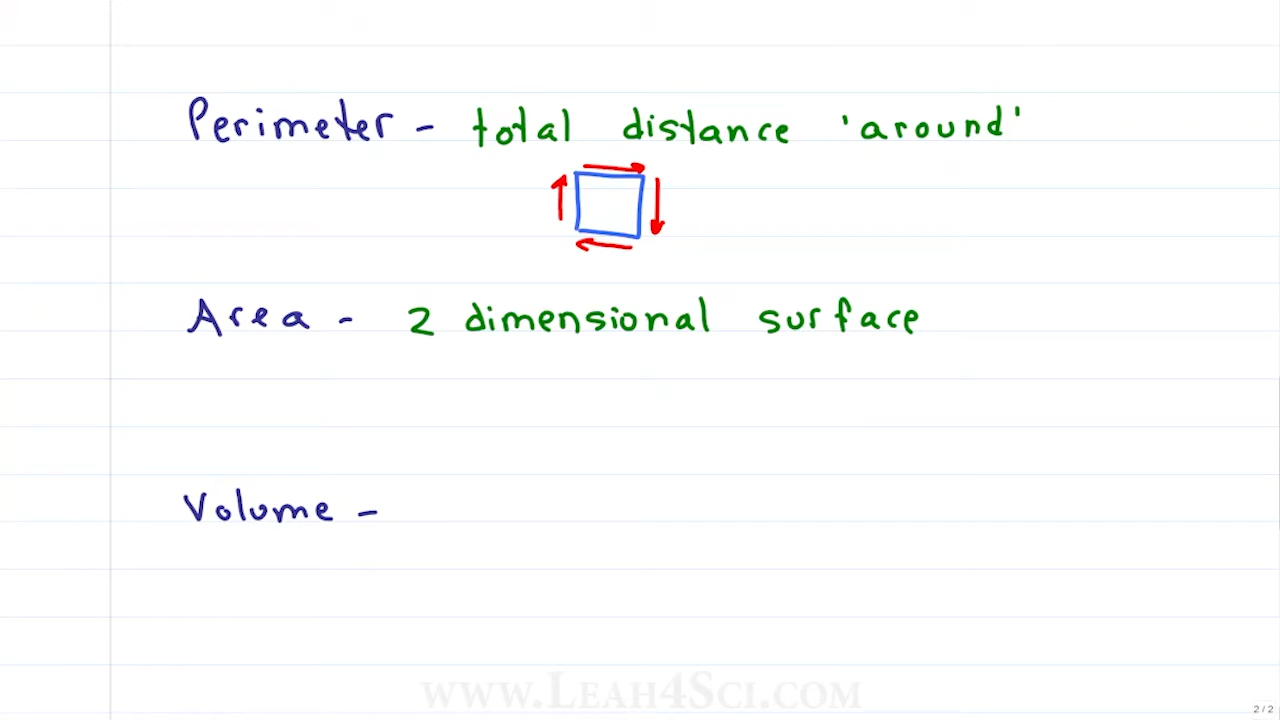 Perimeter - total distance 'around'
Area - 2 dimensional surface
Volume -
www.Leah4Sci.com
2 / 2